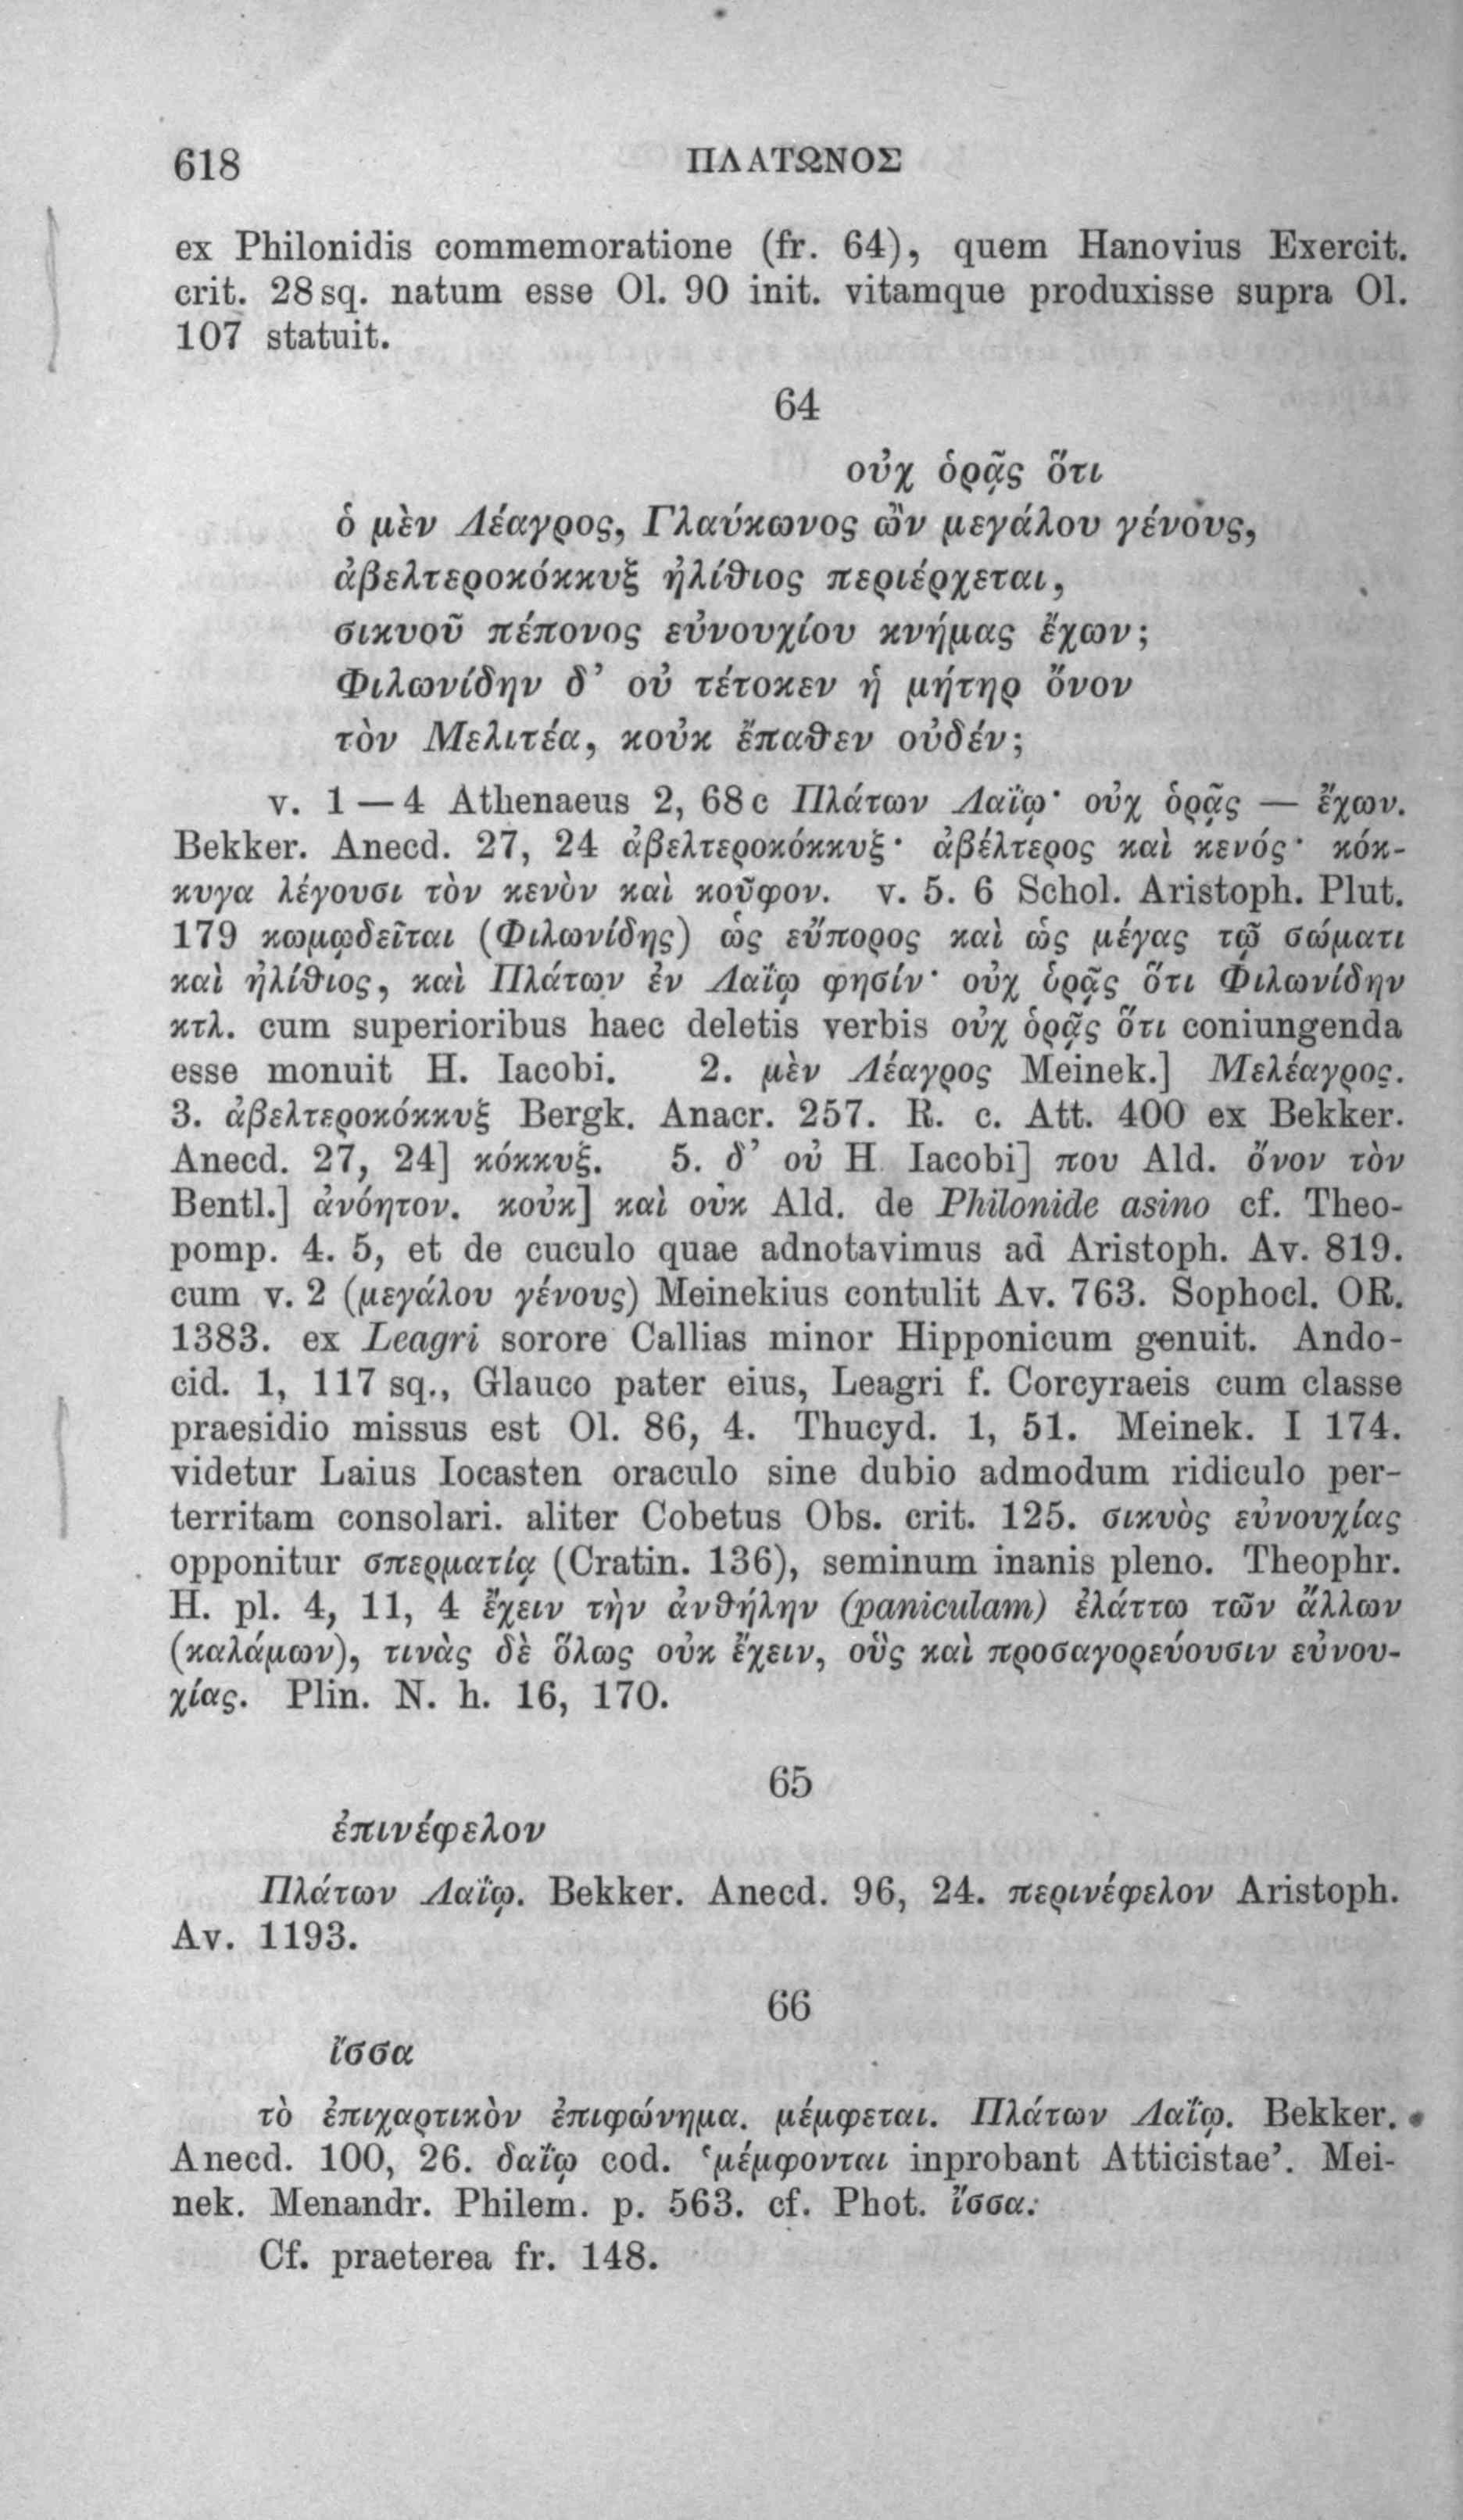 618 ΠΛΑΤΩΝΟΣ
ex Philonidis commemoratione (fr. 64), quem Hanovius Exercit.
crit. 28 sq. natum esse Ol. 90 init. vitamque produxisse supra Ol.
107 statuit.
64
οὐχ ὁρᾷς ὅτι
ὁ μὲν Λέαγρος, Γλαύκωνος ὢν μεγάλου γένους,
ἀβελτεροκόκκυξ ἠλίθιος περιέρχεται,
σικυοῦ πέπονος εὐνουχίου κνήμας ἔχων;
Φιλωνίδην δ’ οὐ τέτοκεν ἡ μήτηρ ὄνον
τὸν Μελιτέα, κοὐκ ἔπαθεν οὐδέν;
v. 1 — 4 Athenaeus 2, 68 c Πλάτων Λαΐῳ· οὐχ ὁρᾷς — ἔχων.
Bekker. Anecd. 27, 24 ἀβελτεροκόκκυξ· ἀβέλτερος καὶ κενός· κόκ-
κυγα λέγουσι τὸν κενὸν καὶ κοῦφον. v. 5. 6 Schol. Aristoph. Plut.
179 κωμῳδεῖται (Φιλωνίδης) ὡς εὔπορος καὶ ὡς μέγας τῷ σώματι
καὶ ἠλίθιος, καὶ Πλάτων ἐν Λαΐῳ φησίν· οὐχ ὁρᾷς ὅτι Φιλωνίδην
κτλ. cum superioribus haec deletis verbis οὐχ ὁρᾷς ὅτι coniungenda
esse monuit H. Iacobi. 2. μὲν Λέαγρος Meinek.] Μελέαγρος.
3. ἀβελτεροκόκκυξ Bergk. Anacr. 257. R. c. Att. 400 ex Bekker.
Anecd. 27, 24] κόκκυξ. 5. δ’ οὐ H. Iacobi] που Ald. ὄνον τὸν
Bentl.] ἀνόητον. κοὐκ] καὶ οὐκ Ald. de Philonide asino cf. Theo-
pomp. 4. 5, et de cuculo quae adnotavimus ad Aristoph. Av. 819.
cum v. 2 (μεγάλου γένους) Meinekius contulit Av. 763. Sophocl. OR.
1383. ex Leagri sorore Callias minor Hipponicum genuit. Ando-
cid. 1, 117 sq., Glauco pater eius, Leagri f. Corcyraeis cum classe
praesidio missus est Ol. 86, 4. Thucyd. 1, 51. Meinek. I 174.
videtur Laius Iocasten oraculo sine dubio admodum ridiculo per-
territam consolari. aliter Cobetus Obs. crit. 125. σικυὸς εὐνουχίας
opponitur σπερματίᾳ (Cratin. 136), seminum inanis pleno. Theophr.
H. pl. 4, 11, 4 ἔχειν τὴν ἀνθήλην (paniculam) ἐλάττω τῶν ἄλλων
(καλάμων), τινὰς δὲ ὅλως οὐκ ἔχειν, οὓς καὶ προσαγορεύουσιν εὐνου-
χίας. Plin. N. h. 16, 170.
65
ἐπινέφελον
Πλάτων Λαΐῳ. Bekker. Anecd. 96, 24. περινέφελον Aristoph.
Av. 1193.
66
ἴσσα
τὸ ἐπιχαρτικὸν ἐπιφώνημα. μέμφεται. Πλάτων Λαΐῳ. Bekker.
Anecd. 100, 26. δαΐῳ cod. ‘μέμφονται inprobant Atticistae’. Mei-
nek. Menandr. Philem. p. 563. cf. Phot. ἴσσα:
Cf. praeterea fr. 148.